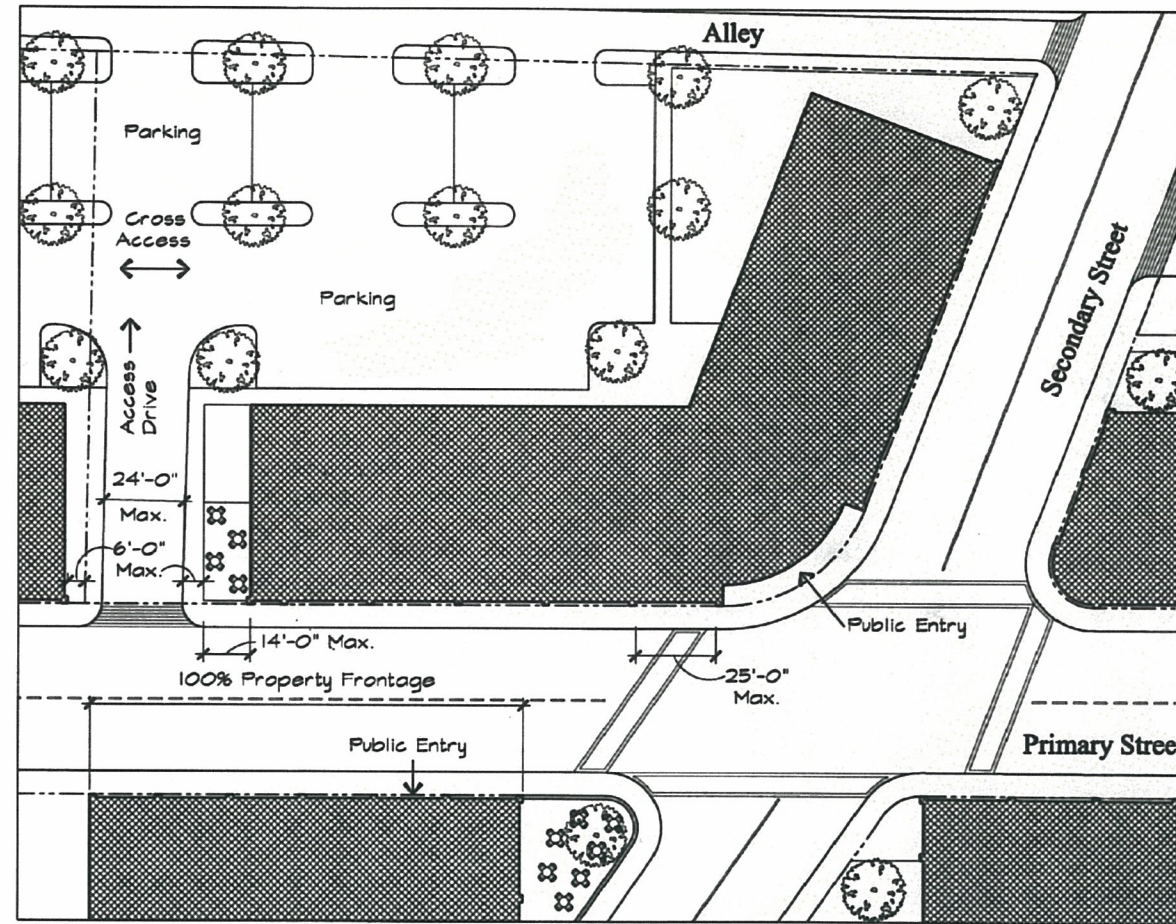 Alley
Parking
Cross
Access
Parking
Access
Drive
Secondary Street
24'-0"
Max.
6'-0"
Max.
Public Entry
14'-0" Max.
25'-0"
Max.
100% Property Frontage
Public Entry
Primary Stree